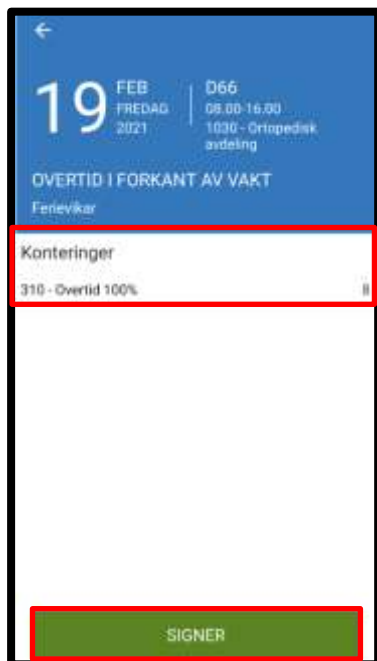 19
FEB
FREDAG
2021
D66
08.00-16.00
1030 - Ortopedisk
avdeling
OVERTID I FORKANT AV VAKT
Ferievikar
Konteringer
310 - Overtid 100%
8
SIGNER